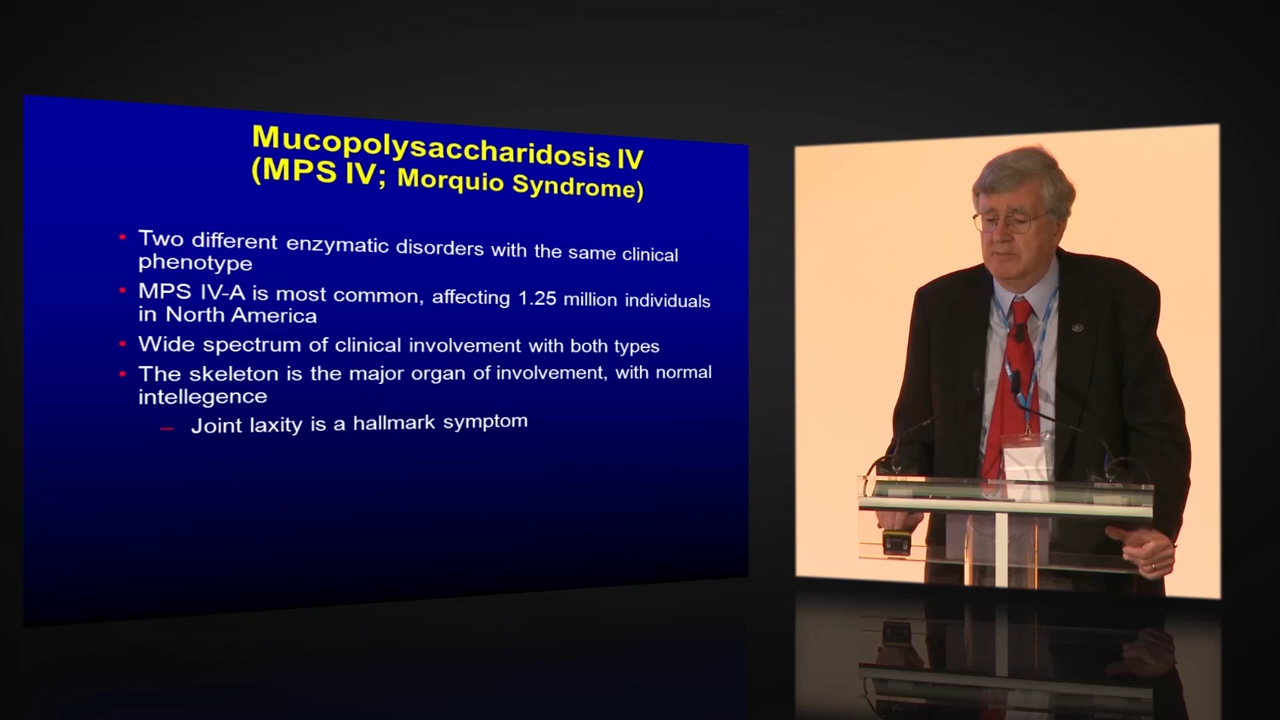 Mucopolysaccharidosis IV
(MPS IV; Morquio Syndrome)
• Two different enzymatic disorders with the same clinical
phenotype
• MPS IV-A is most common, affecting 1.25 million individuals
in North America
• Wide spectrum of clinical involvement with both types
• The skeleton is the major organ of involvement, with normal
intellegence
– Joint laxity is a hallmark symptom